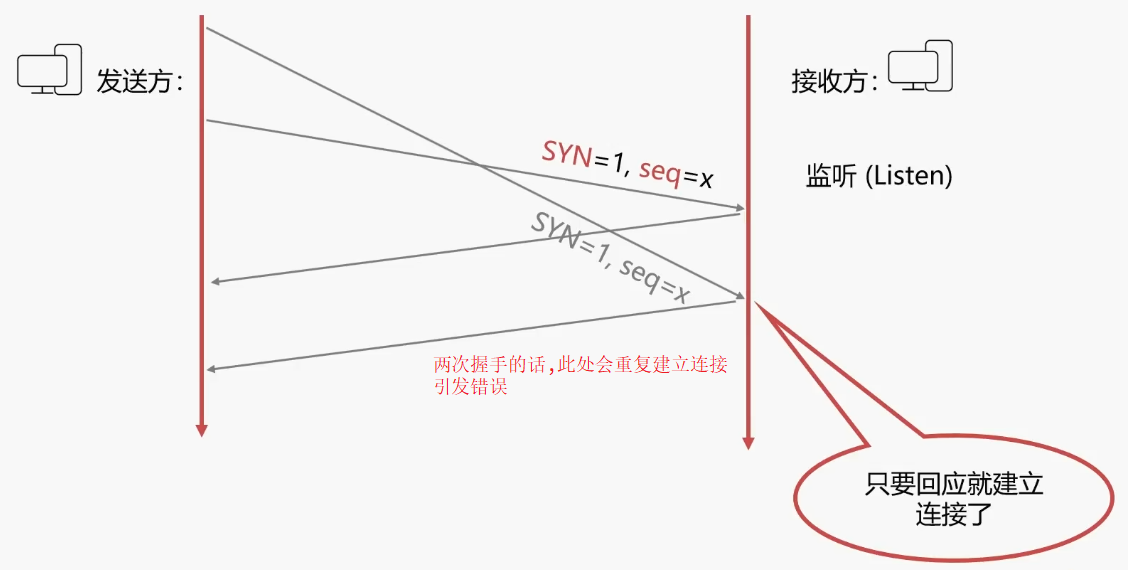 发送方：
接收方：
SYN=1, seq=x
监听 (Listen)
SYN=1, seq=x
两次握手的话,此处会重复建立连接
引发错误
只要回应就建立
连接了